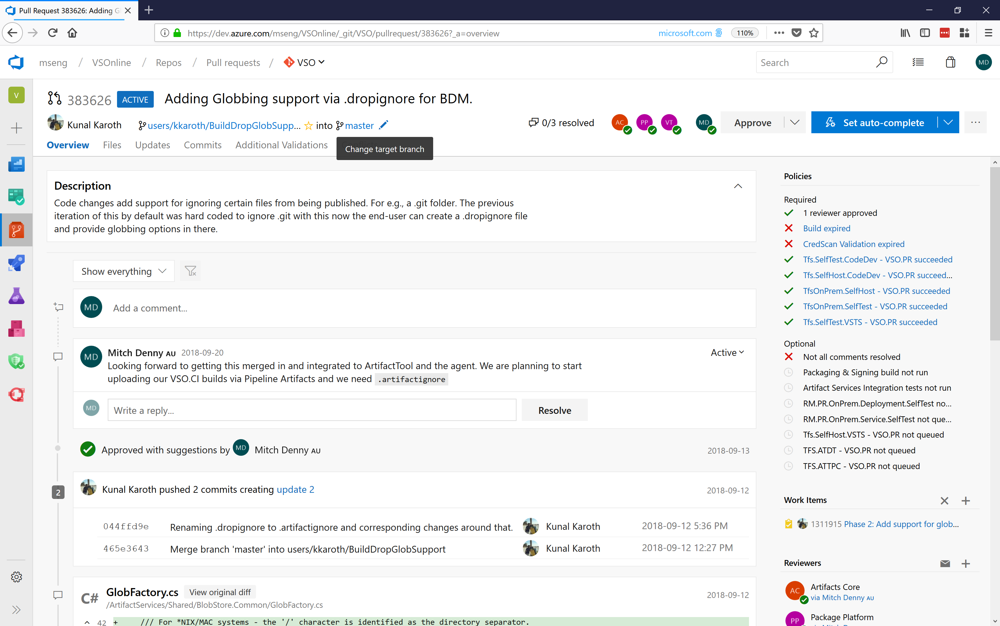 Pull Request 383626: Adding Gl
https://dev.azure.com/mseng/VSOnline/_git/VSO/pullrequest/383626?_a=overview
microsoft.com
110%
mseng / VSOnline / Repos / Pull requests / VSO
Search
MD
V
383626 ACTIVE Adding Globbing support via .dropignore for BDM.
Kunal Karoth
users/kkaroth/BuildDropGlobSupp... into master
0/3 resolved
AC PP VT MD
Approve
Set auto-complete
Overview Files Updates Commits Additional Validations
Change target branch
Description
Code changes add support for ignoring certain files from being published. For e.g., a .git folder. The previous
iteration of this by default was hard coded to ignore .git with this now the end-user can create a .dropignore file
and provide globbing options in there.
Show everything
MD Add a comment...
MD Mitch Denny AU 2018-09-20
Active
Looking forward to getting this merged in and integrated to ArtifactTool and the agent. We are planning to start
uploading our VSO.CI builds via Pipeline Artifacts and we need .artifactignore
MD Write a reply...
Resolve
Approved with suggestions by MD Mitch Denny AU
2018-09-13
2
Kunal Karoth pushed 2 commits creating update 2
2018-09-12
044ffd9e Renaming .dropignore to .artifactignore and corresponding changes around that. Kunal Karoth 2018-09-12 5:36 PM
465e3643 Merge branch 'master' into users/kkaroth/BuildDropGlobSupport Kunal Karoth 2018-09-12 12:27 PM
C# GlobFactory.cs View original diff
2018-09-12
/ArtifactServices/Shared/BlobStore.Common/GlobFactory.cs
42 + /// For *NIX/MAC systems - the '/' character is identified as the directory separator.
Policies
Required
1 reviewer approved
Build expired
CredScan Validation expired
Tfs.SelfTest.CodeDev - VSO.PR succeeded
Tfs.SelfHost.CodeDev - VSO.PR succeed...
TfsOnPrem.SelfHost - VSO.PR succeeded
TfsOnPrem.SelfTest - VSO.PR succeeded
Tfs.SelfTest.VSTS - VSO.PR succeeded
Optional
Not all comments resolved
Packaging & Signing build not run
Artifact Services Integration tests not run
RM.PR.OnPrem.Deployment.SelfTest no...
RM.PR.OnPrem.Service.SelfTest not que...
Tfs.SelfHost.VSTS - VSO.PR not queued
TFS.ATDT - VSO.PR not queued
TFS.ATTPC - VSO.PR not queued
Work Items
1311915 Phase 2: Add support for glob...
Reviewers
AC Artifacts Core
via Mitch Denny AU
PP Package Platform